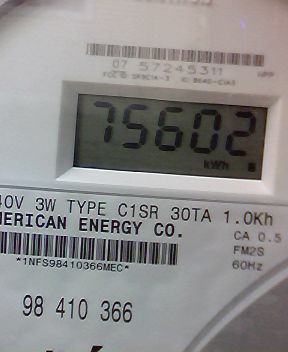 07 57245311
75602
kWh
40V 3W TYPE C1SR 30TA 1.0Kh
MERICAN ENERGY CO.
CA 0.5
FM2S
*1NFS98410366MEC*
60Hz
98 410 366